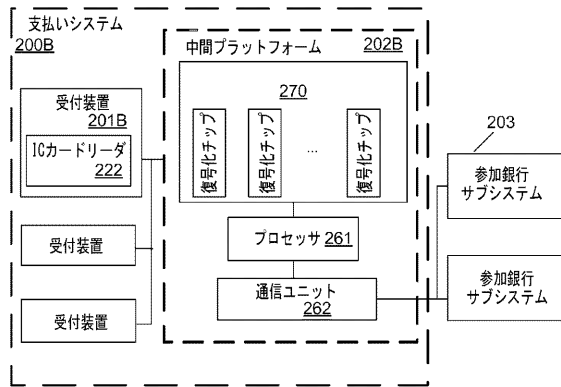 支払いシステム
200B
中間プラットフォーム
202B
270
復号化チップ
復号化チップ
...
復号化チップ
受付装置
201B
ICカードリーダ
222
受付装置
受付装置
プロセッサ 261
通信ユニット
262
203
参加銀行
サブシステム
参加銀行
サブシステム